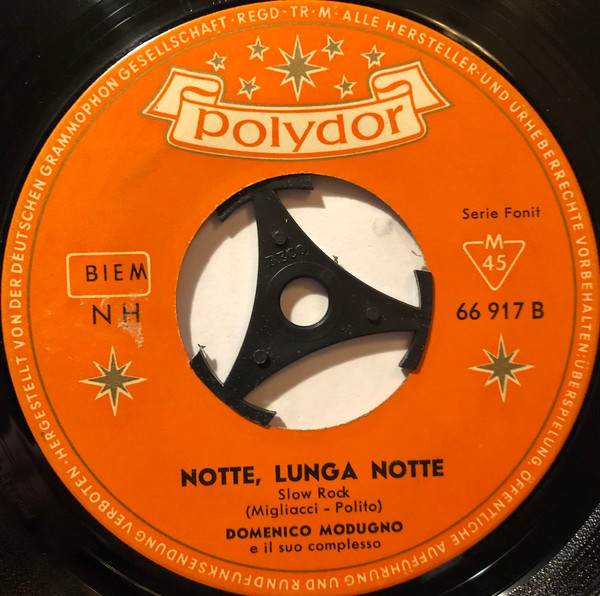 HERGESTELLT VON DER DEUTSCHEN GRAMMOPHON GESELLSCHAFT · REGD · TR · M · ALLE HERSTELLER- UND URHEBERRECHTE VORBEHALTEN: ÜBERSPIELUNG, ÖFFENTLICHE AUFFÜHRUNG UND RUNDFUNKSENDUNG VERBOTEN ·
Polydor
Serie Fonit
BIEM
M
45
NH
66 917 B
BECO
NOTTE, LUNGA NOTTE
Slow Rock
(Migliacci - Polito)
DOMENICO MODUGNO
e il suo complesso